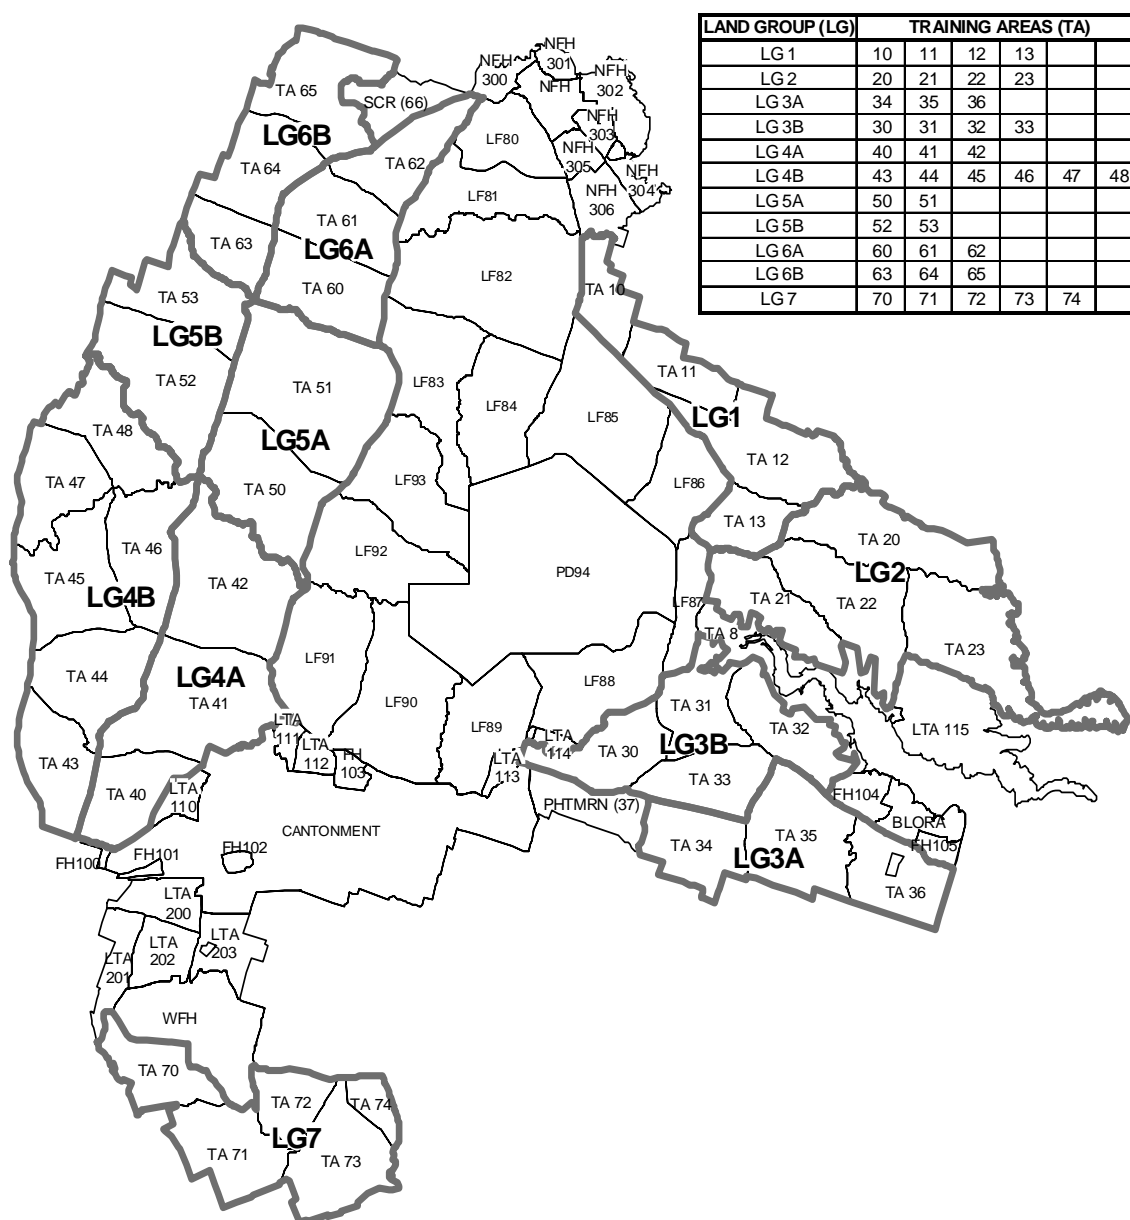 LAND GROUP (LG) TRAINING AREAS (TA)
LG 1 10 11 12 13
LG 2 20 21 22 23
LG 3A 34 35 36
LG 3B 30 31 32 33
LG 4A 40 41 42
LG 4B 43 44 45 46 47 48
LG 5A 50 51
LG 5B 52 53
LG 6A 60 61 62
LG 6B 63 64 65
LG 7 70 71 72 73 74
NFH
301
NFH
300
NFH
302
NFH
TA 65
SCR (66)
NFH
303
LG6B
LF80
NFH
305
TA 62
TA 64
NFH
304
LF81
NFH
306
TA 61
TA 63
LG6A
LF82
TA 60
TA 10
TA 53
LG5B
TA 11
TA 52
TA 51
LF83
LF84
LF85
LG1
TA 48
LG5A
TA 12
TA 47
TA 50
LF93
LF86
TA 13
TA 46
LF92
TA 20
TA 45
TA 42
PD94
LG2
LG4B
LF87
TA 21
TA 22
TA 8
TA 23
LF91
TA 44
LG4A
LF88
TA 41
LF90
TA 31
LTA
111
LF89
TA 32
LTA 115
LTA
114
LG3B
LTA
112
FH
103
TA 30
TA 43
LTA
113
TA 40
LTA
110
TA 33
FH104
PHTMRN (37)
CANTONMENT
BLORA
TA 35
FH102
TA 34
FH105
FH101
FH100
LG3A
TA 36
LTA
200
LTA
202
LTA
203
LTA
201
WFH
TA 70
TA 72
TA 74
LG7
TA 71
TA 73